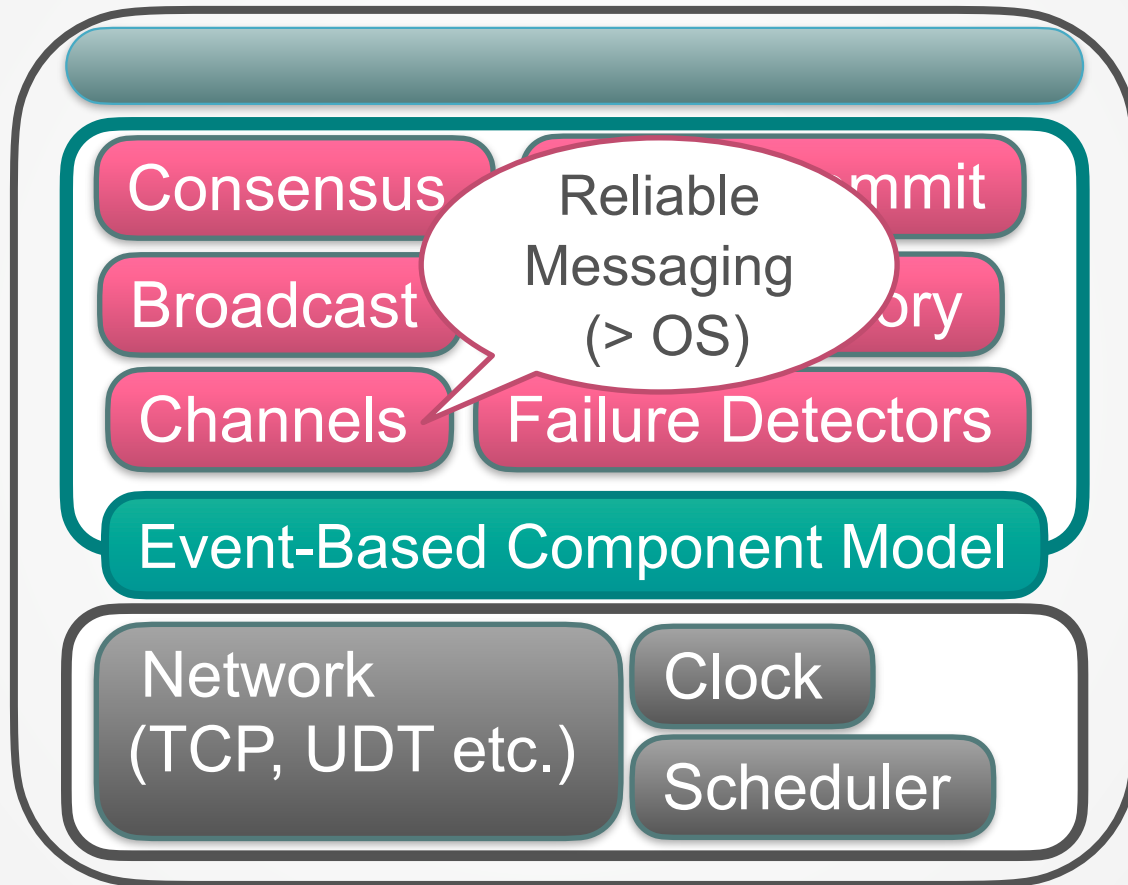 Consensus
mmit
Reliable
Messaging
(> OS)
Broadcast
ory
Channels
Failure Detectors
Event-Based Component Model
Network
(TCP, UDT etc.)
Clock
Scheduler